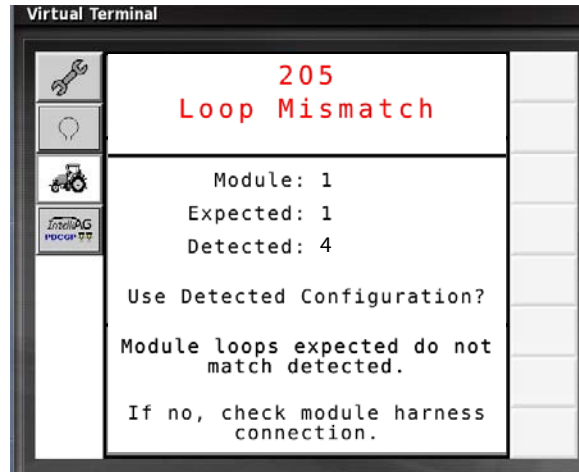 Virtual Terminal
205
Loop Mismatch
Module: 1
Expected: 1
Detected: 4
IntelliAG
PDCGP
Use Detected Configuration?
Module loops expected do not
match detected.
If no, check module harness
connection.